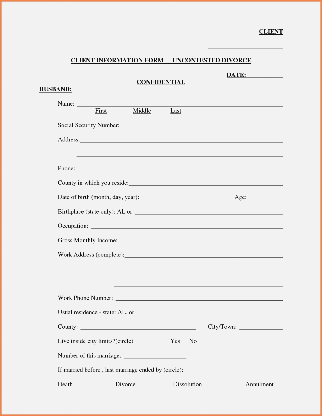 CLIENT
CLIENT INFORMATION FORM UNCONTESTED DIVORCE
DATE:
CONFIDENTIAL
HUSBAND:
Name:
First Middle Last
Social Security Number:
Address
Phone:
County in which you reside:
Date of birth (month, day, year): Age:
Birthplace (state only): AL or
Occupation:
Gross Monthly Income:
Work Address (complete):
Work Phone Number:
Usual residence - state: AL or
County City/Town:
Live inside city limits?(circle) Yes No
Number of this marriage:
If married before, last marriage ended by (circle):
Death Divorce Dissolution Annulment